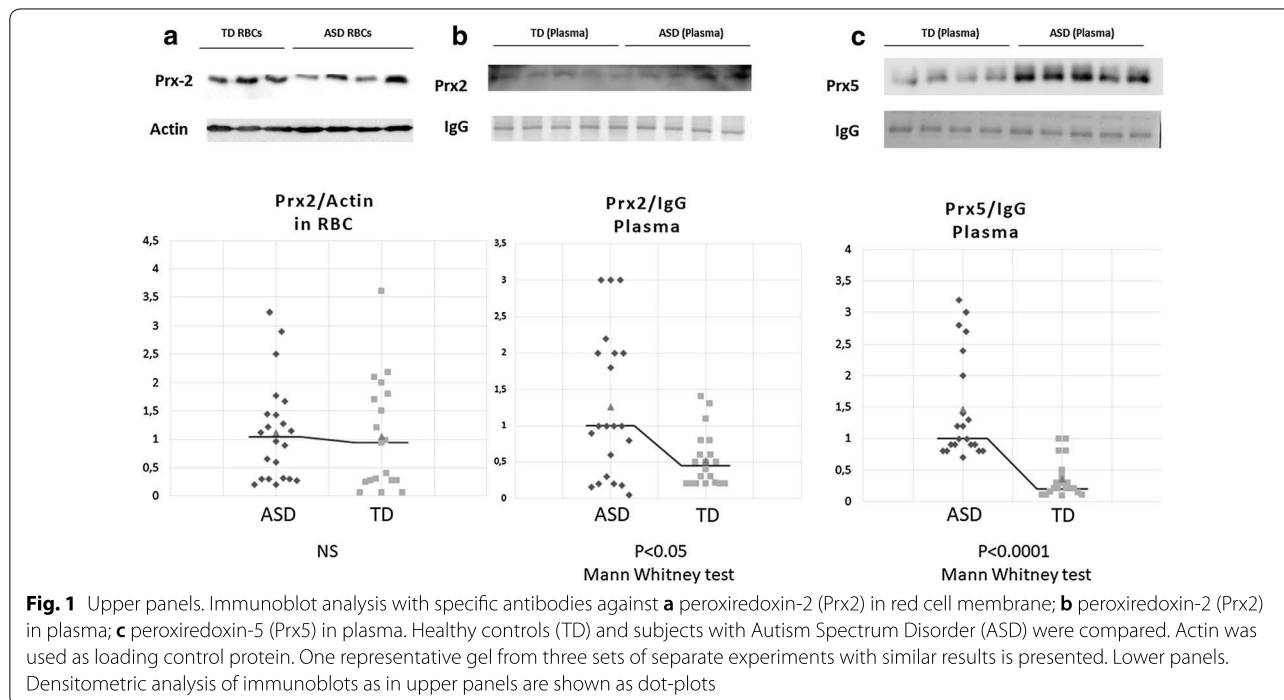 a
TD RBCs
ASD RBCs
Prx-2
Actin
b
TD (Plasma)
ASD (Plasma)
Prx2
IgG
c
TD (Plasma)
ASD (Plasma)
Prx5
IgG
Prx2/Actin
in RBC
4,5
4
3,5
3
2,5
2
1,5
1
0,5
0
ASD
TD
NS
Prx2/IgG
Plasma
3,5
3
2,5
2
1,5
1
0,5
0
ASD
TD
P<0.05
Mann Whitney test
Prx5/IgG
Plasma
4
3,5
3
2,5
2
1,5
1
0,5
0
ASD
TD
P<0.0001
Mann Whitney test
Fig. 1 Upper panels. Immunoblot analysis with specific antibodies against a peroxiredoxin-2 (Prx2) in red cell membrane; b peroxiredoxin-2 (Prx2)
in plasma; c peroxiredoxin-5 (Prx5) in plasma. Healthy controls (TD) and subjects with Autism Spectrum Disorder (ASD) were compared. Actin was
used as loading control protein. One representative gel from three sets of separate experiments with similar results is presented. Lower panels.
Densitometric analysis of immunoblots as in upper panels are shown as dot-plots